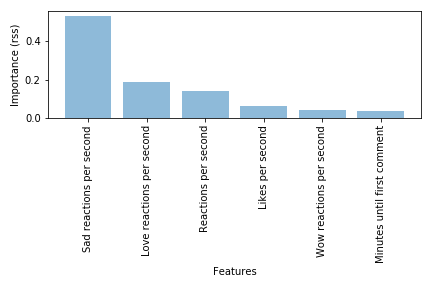 Importance (rss)
0.4
0.2
0.0
Sad reactions per second
Love reactions per second
Reactions per second
Likes per second
Wow reactions per second
Minutes until first comment
Features